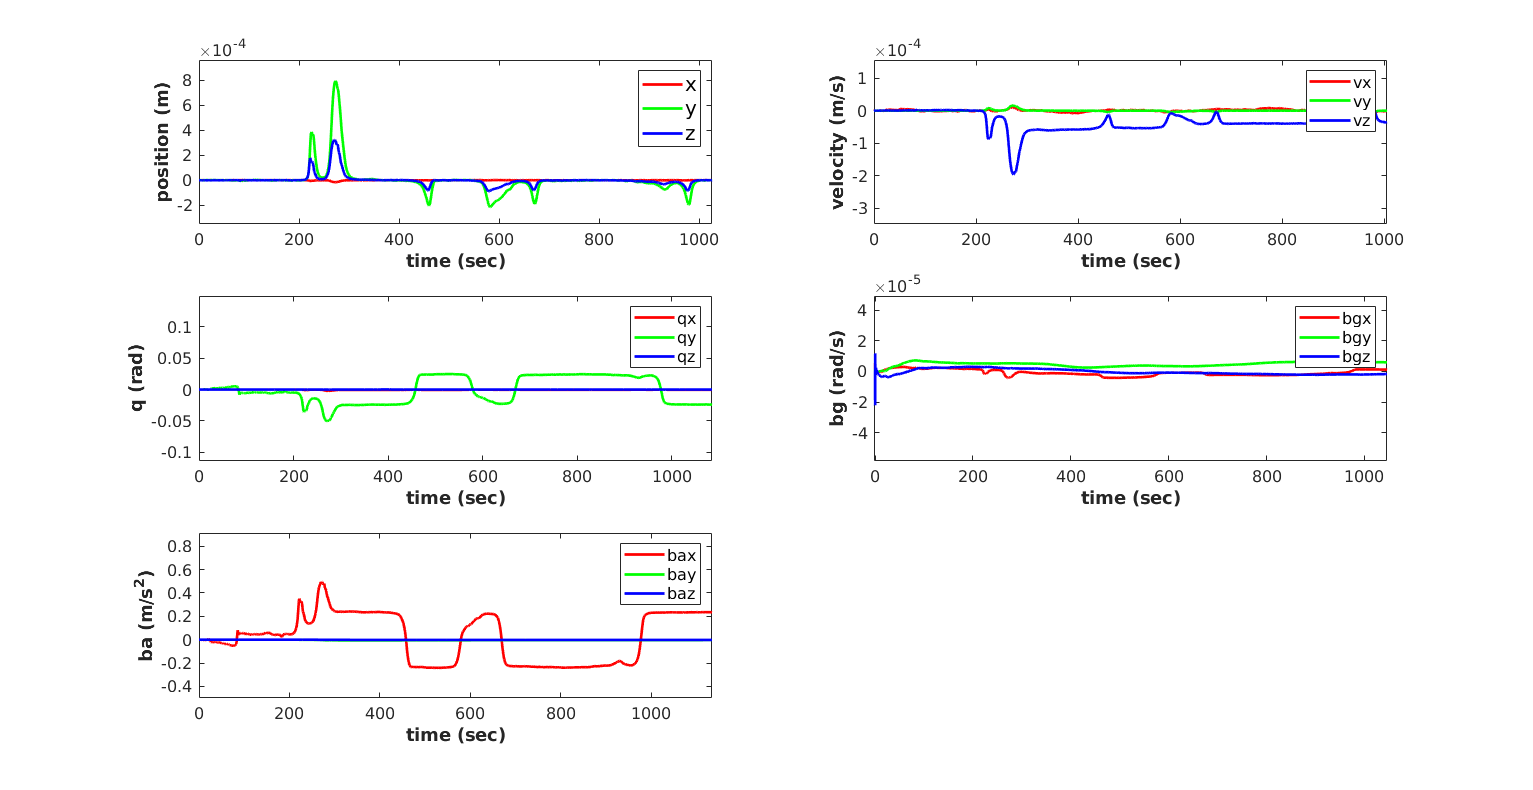 ×10-4
position (m)
8
6
4
2
0
-2
x
y
z
0 200 400 600 800 1000
time (sec)
×10-4
velocity (m/s)
1
0
-1
-2
-3
vx
vy
vz
0 200 400 600 800 1000
time (sec)
q (rad)
0.1
0.05
0
-0.05
-0.1
qx
qy
qz
0 200 400 600 800 1000
time (sec)
×10-5
bg (rad/s)
4
2
0
-2
-4
bgx
bgy
bgz
0 200 400 600 800 1000
time (sec)
ba (m/s2)
0.8
0.6
0.4
0.2
0
-0.2
-0.4
bax
bay
baz
0 200 400 600 800 1000
time (sec)